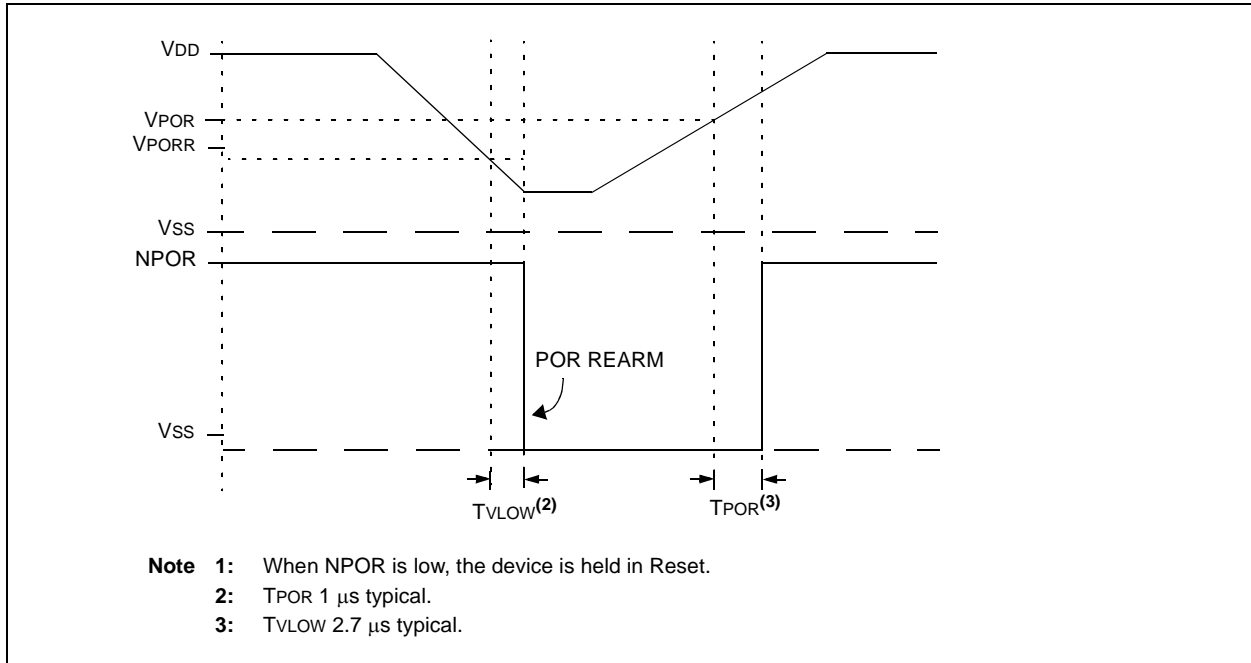 VDD
VPOR
VPORR
VSS
NPOR
POR REARM
VSS
TVLOW(2)
TPOR(3)
Note 1: When NPOR is low, the device is held in Reset.
2: TPOR 1 μs typical.
3: TVLOW 2.7 μs typical.